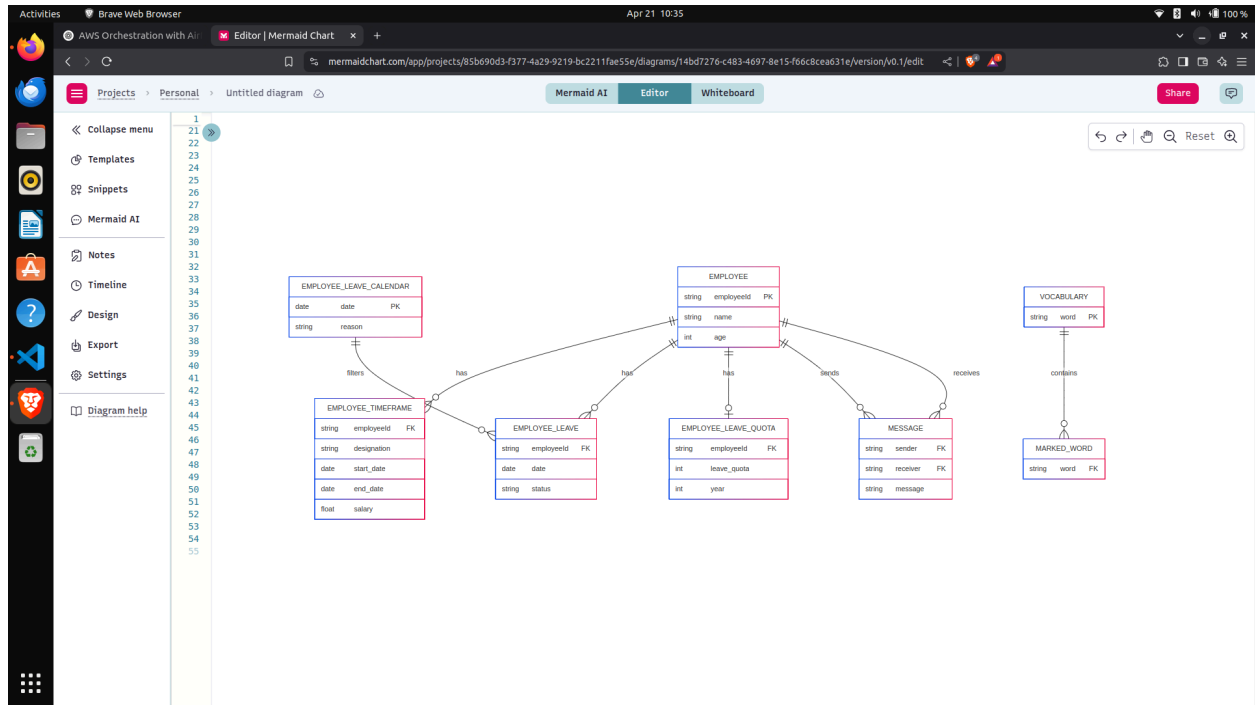 Activities Brave Web Browser Apr 21 10:35 100 %
AWS Orchestration with Air Editor | Mermaid Chart
mermaidchart.com/app/projects/85b690d3-f377-4a29-9219-bc2211fae55e/diagrams/14bd7276-c483-4697-8e15-f66c8cea631e/version/v0.1/edit
Projects > Personal > Untitled diagram Mermaid AI Editor Whiteboard Share
Collapse menu
Templates
Snippets
Mermaid AI
Notes
Timeline
Design
Export
Settings
Diagram help
1
21
22
23
24
25
26
27
28
29
30
31
32
33
34
35
36
37
38
39
40
41
42
43
44
45
46
47
48
49
50
51
52
53
54
55
Reset
EMPLOYEE_LEAVE_CALENDAR
date date PK
string reason
EMPLOYEE
string employeeId PK
string name
int age
VOCABULARY
string word PK
filters has has has sends receives contains
EMPLOYEE_TIMEFRAME
string employeeId FK
string designation
date start_date
date end_date
float salary
EMPLOYEE_LEAVE
string employeeId FK
date date
string status
EMPLOYEE_LEAVE_QUOTA
string employeeId FK
int leave_quota
int year
MESSAGE
string sender FK
string receiver FK
string message
MARKED_WORD
string word FK